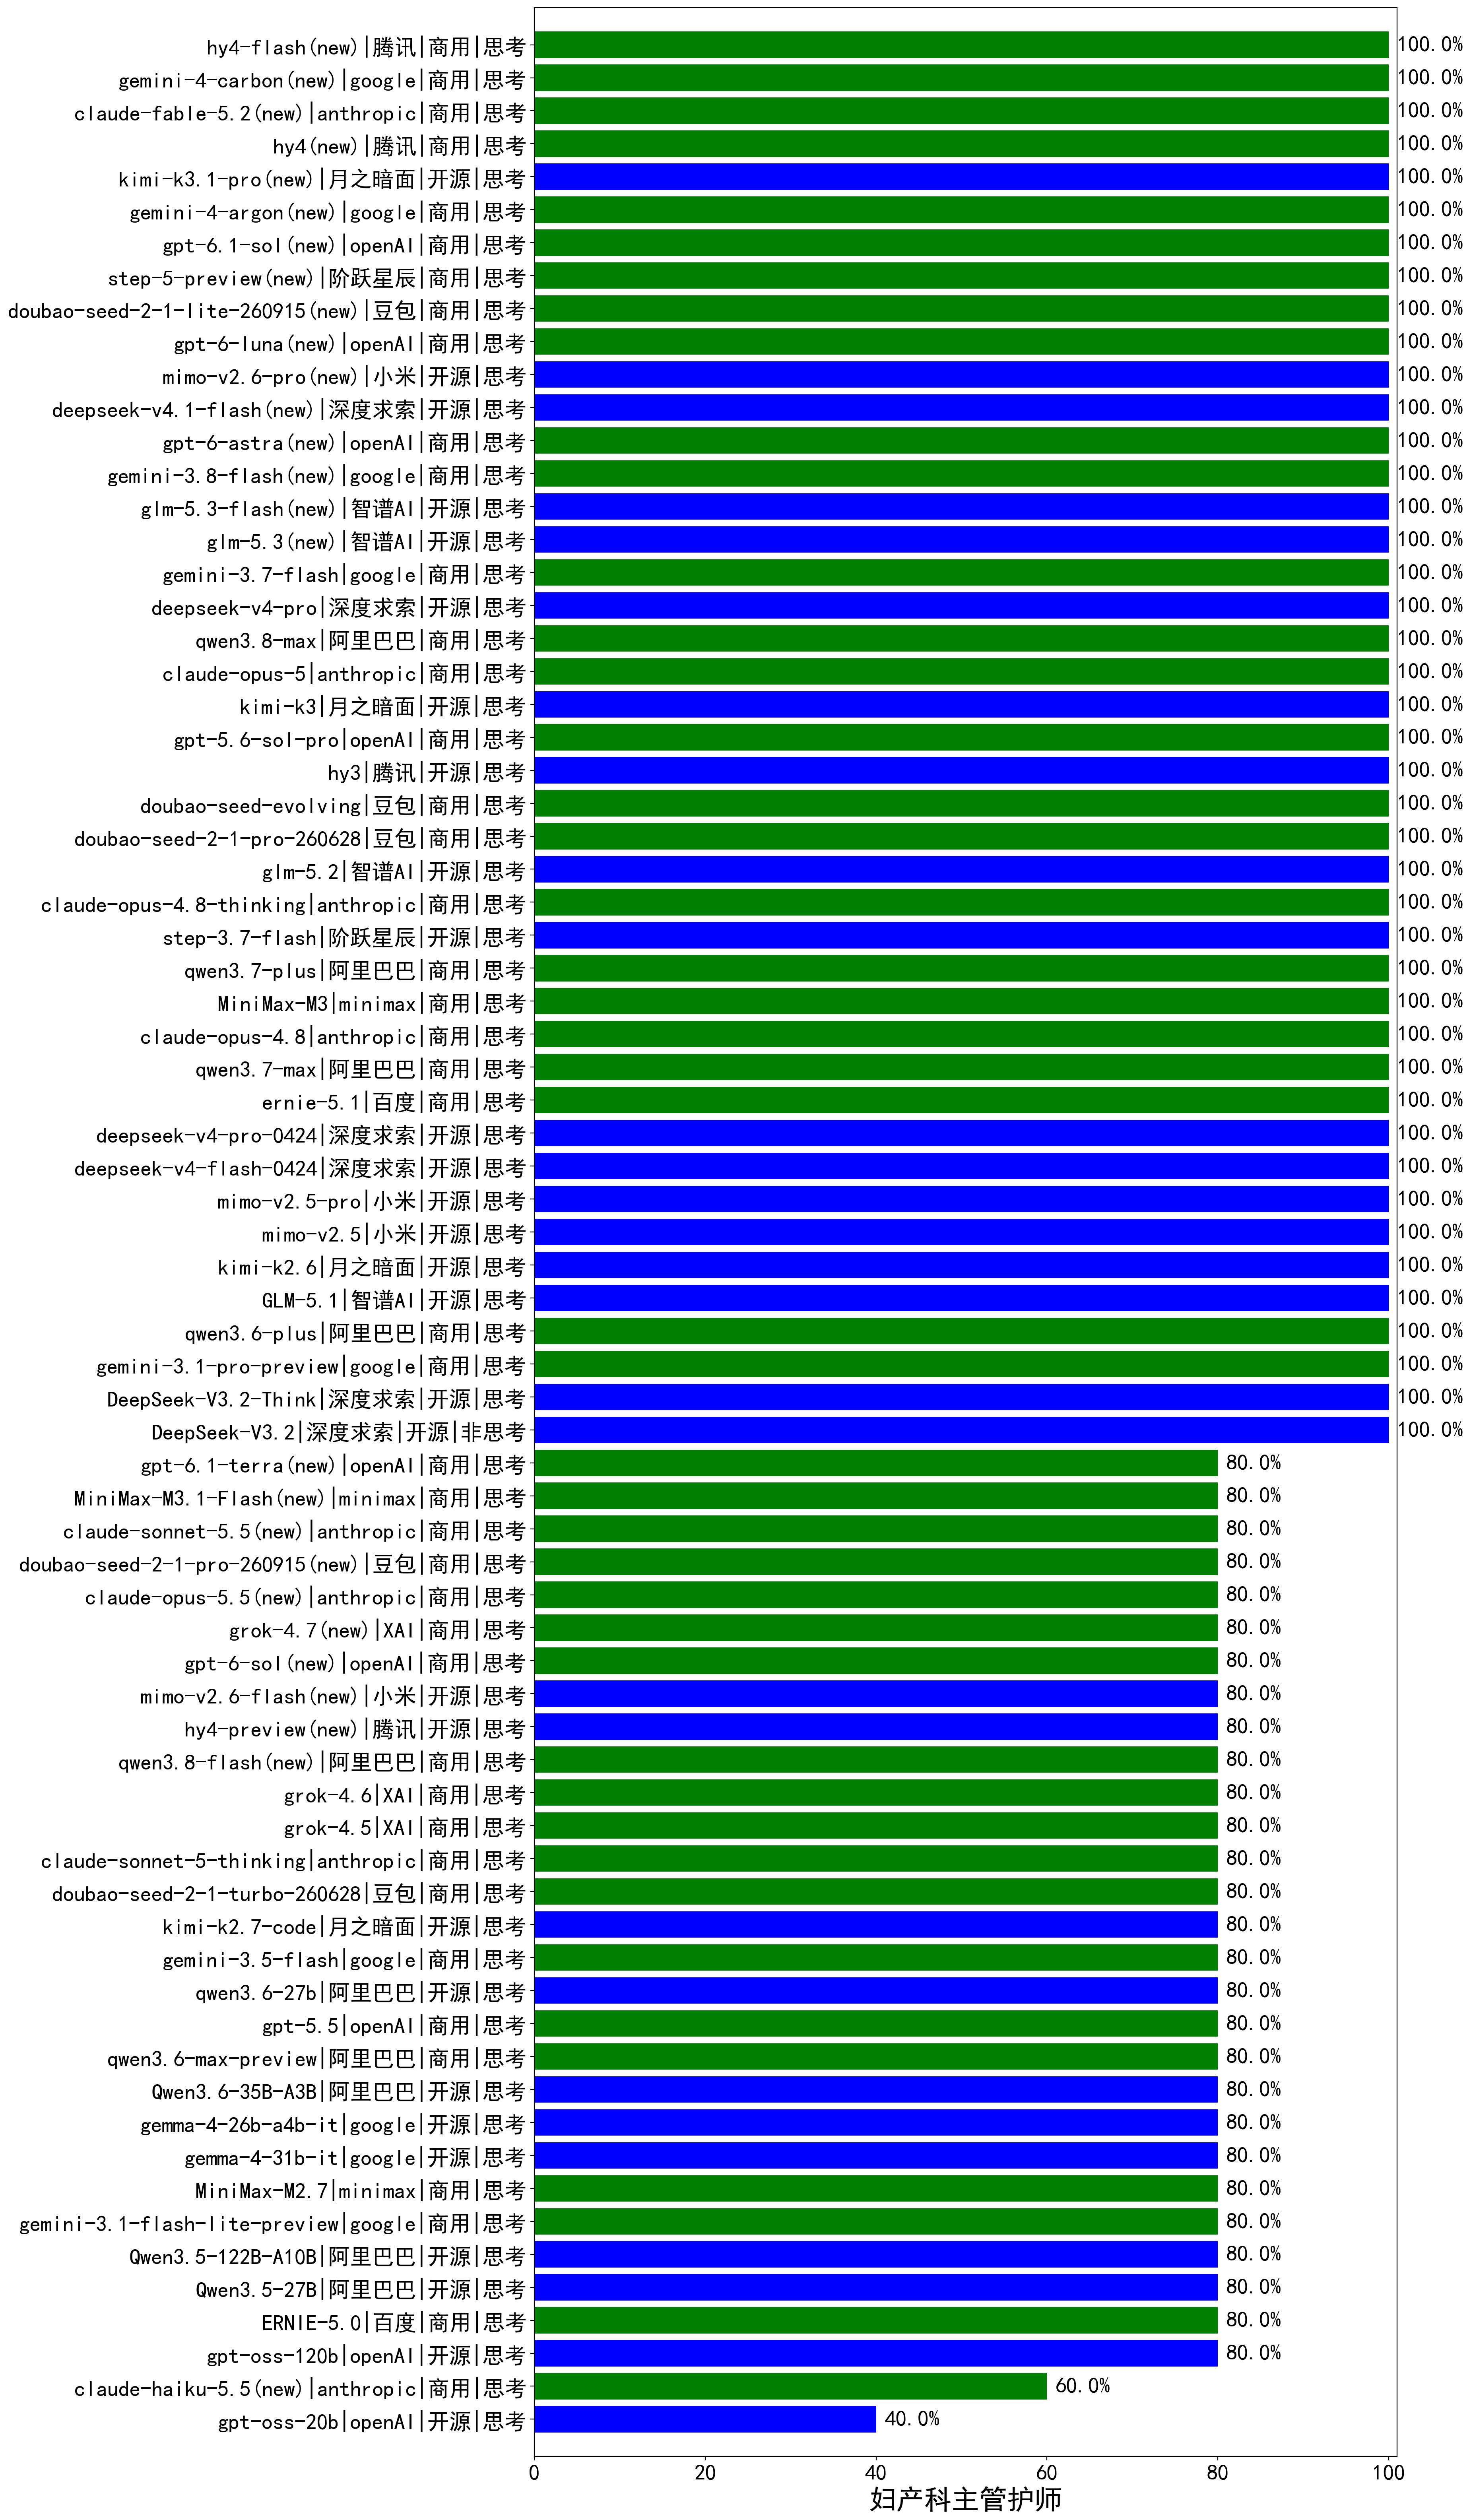 hy4-flash(new)|腾讯|商用|思考 100.0%
gemini-4-carbon(new)|google|商用|思考 100.0%
claude-fable-5.2(new)|anthropic|商用|思考 100.0%
hy4(new)|腾讯|商用|思考 100.0%
kimi-k3.1-pro(new)|月之暗面|开源|思考 100.0%
gemini-4-argon(new)|google|商用|思考 100.0%
gpt-6.1-sol(new)|openAI|商用|思考 100.0%
step-5-preview(new)|阶跃星辰|商用|思考 100.0%
doubao-seed-2-1-lite-260915(new)|豆包|商用|思考 100.0%
gpt-6-luna(new)|openAI|商用|思考 100.0%
mimo-v2.6-pro(new)|小米|开源|思考 100.0%
deepseek-v4.1-flash(new)|深度求索|开源|思考 100.0%
gpt-6-astra(new)|openAI|商用|思考 100.0%
gemini-3.8-flash(new)|google|商用|思考 100.0%
glm-5.3-flash(new)|智谱AI|开源|思考 100.0%
glm-5.3(new)|智谱AI|开源|思考 100.0%
gemini-3.7-flash|google|商用|思考 100.0%
deepseek-v4-pro|深度求索|开源|思考 100.0%
qwen3.8-max|阿里巴巴|商用|思考 100.0%
claude-opus-5|anthropic|商用|思考 100.0%
kimi-k3|月之暗面|开源|思考 100.0%
gpt-5.6-sol-pro|openAI|商用|思考 100.0%
hy3|腾讯|开源|思考 100.0%
doubao-seed-evolving|豆包|商用|思考 100.0%
doubao-seed-2-1-pro-260628|豆包|商用|思考 100.0%
glm-5.2|智谱AI|开源|思考 100.0%
claude-opus-4.8-thinking|anthropic|商用|思考 100.0%
step-3.7-flash|阶跃星辰|开源|思考 100.0%
qwen3.7-plus|阿里巴巴|商用|思考 100.0%
MiniMax-M3|minimax|商用|思考 100.0%
claude-opus-4.8|anthropic|商用|思考 100.0%
qwen3.7-max|阿里巴巴|商用|思考 100.0%
ernie-5.1|百度|商用|思考 100.0%
deepseek-v4-pro-0424|深度求索|开源|思考 100.0%
deepseek-v4-flash-0424|深度求索|开源|思考 100.0%
mimo-v2.5-pro|小米|开源|思考 100.0%
mimo-v2.5|小米|开源|思考 100.0%
kimi-k2.6|月之暗面|开源|思考 100.0%
GLM-5.1|智谱AI|开源|思考 100.0%
qwen3.6-plus|阿里巴巴|商用|思考 100.0%
gemini-3.1-pro-preview|google|商用|思考 100.0%
DeepSeek-V3.2-Think|深度求索|开源|思考 100.0%
DeepSeek-V3.2|深度求索|开源|非思考 100.0%
gpt-6.1-terra(new)|openAI|商用|思考 80.0%
MiniMax-M3.1-Flash(new)|minimax|商用|思考 80.0%
claude-sonnet-5.5(new)|anthropic|商用|思考 80.0%
doubao-seed-2-1-pro-260915(new)|豆包|商用|思考 80.0%
claude-opus-5.5(new)|anthropic|商用|思考 80.0%
grok-4.7(new)|XAI|商用|思考 80.0%
gpt-6-sol(new)|openAI|商用|思考 80.0%
mimo-v2.6-flash(new)|小米|开源|思考 80.0%
hy4-preview(new)|腾讯|开源|思考 80.0%
qwen3.8-flash(new)|阿里巴巴|商用|思考 80.0%
grok-4.6|XAI|商用|思考 80.0%
grok-4.5|XAI|商用|思考 80.0%
claude-sonnet-5-thinking|anthropic|商用|思考 80.0%
doubao-seed-2-1-turbo-260628|豆包|商用|思考 80.0%
kimi-k2.7-code|月之暗面|开源|思考 80.0%
gemini-3.5-flash|google|商用|思考 80.0%
qwen3.6-27b|阿里巴巴|开源|思考 80.0%
gpt-5.5|openAI|商用|思考 80.0%
qwen3.6-max-preview|阿里巴巴|商用|思考 80.0%
Qwen3.6-35B-A3B|阿里巴巴|开源|思考 80.0%
gemma-4-26b-a4b-it|google|开源|思考 80.0%
gemma-4-31b-it|google|开源|思考 80.0%
MiniMax-M2.7|minimax|商用|思考 80.0%
gemini-3.1-flash-lite-preview|google|商用|思考 80.0%
Qwen3.5-122B-A10B|阿里巴巴|开源|思考 80.0%
Qwen3.5-27B|阿里巴巴|开源|思考 80.0%
ERNIE-5.0|百度|商用|思考 80.0%
gpt-oss-120b|openAI|开源|思考 80.0%
claude-haiku-5.5(new)|anthropic|商用|思考 60.0%
gpt-oss-20b|openAI|开源|思考 40.0%
0 20 40 60 80 100
妇产科主管护师